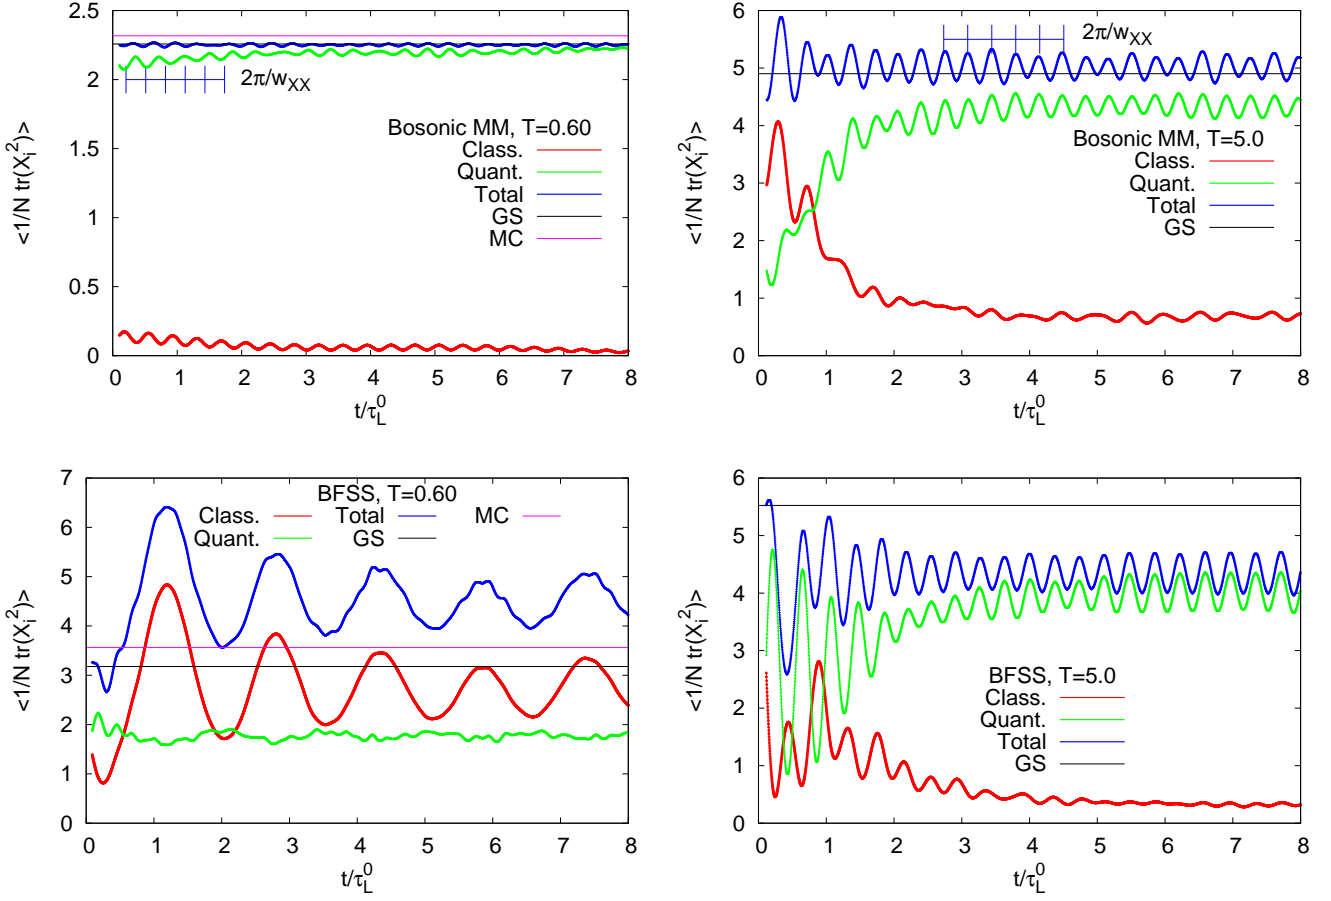 <1/N tr(X_i^2)>
2.5
2
1.5
1
0.5
0
2π/w_XX
Bosonic MM, T=0.60
Class.
Quant.
Total
GS
MC
0 1 2 3 4 5 6 7 8
t/τ_L^0
<1/N tr(X_i^2)>
6
5
4
3
2
1
0
2π/w_XX
Bosonic MM, T=5.0
Class.
Quant.
Total
GS
0 1 2 3 4 5 6 7 8
t/τ_L^0
<1/N tr(X_i^2)>
7
6
5
4
3
2
1
0
BFSS, T=0.60
Class. Total MC
Quant. GS
0 1 2 3 4 5 6 7 8
t/τ_L^0
<1/N tr(X_i^2)>
6
5
4
3
2
1
0
BFSS, T=5.0
Class.
Quant.
Total
GS
0 1 2 3 4 5 6 7 8
t/τ_L^0